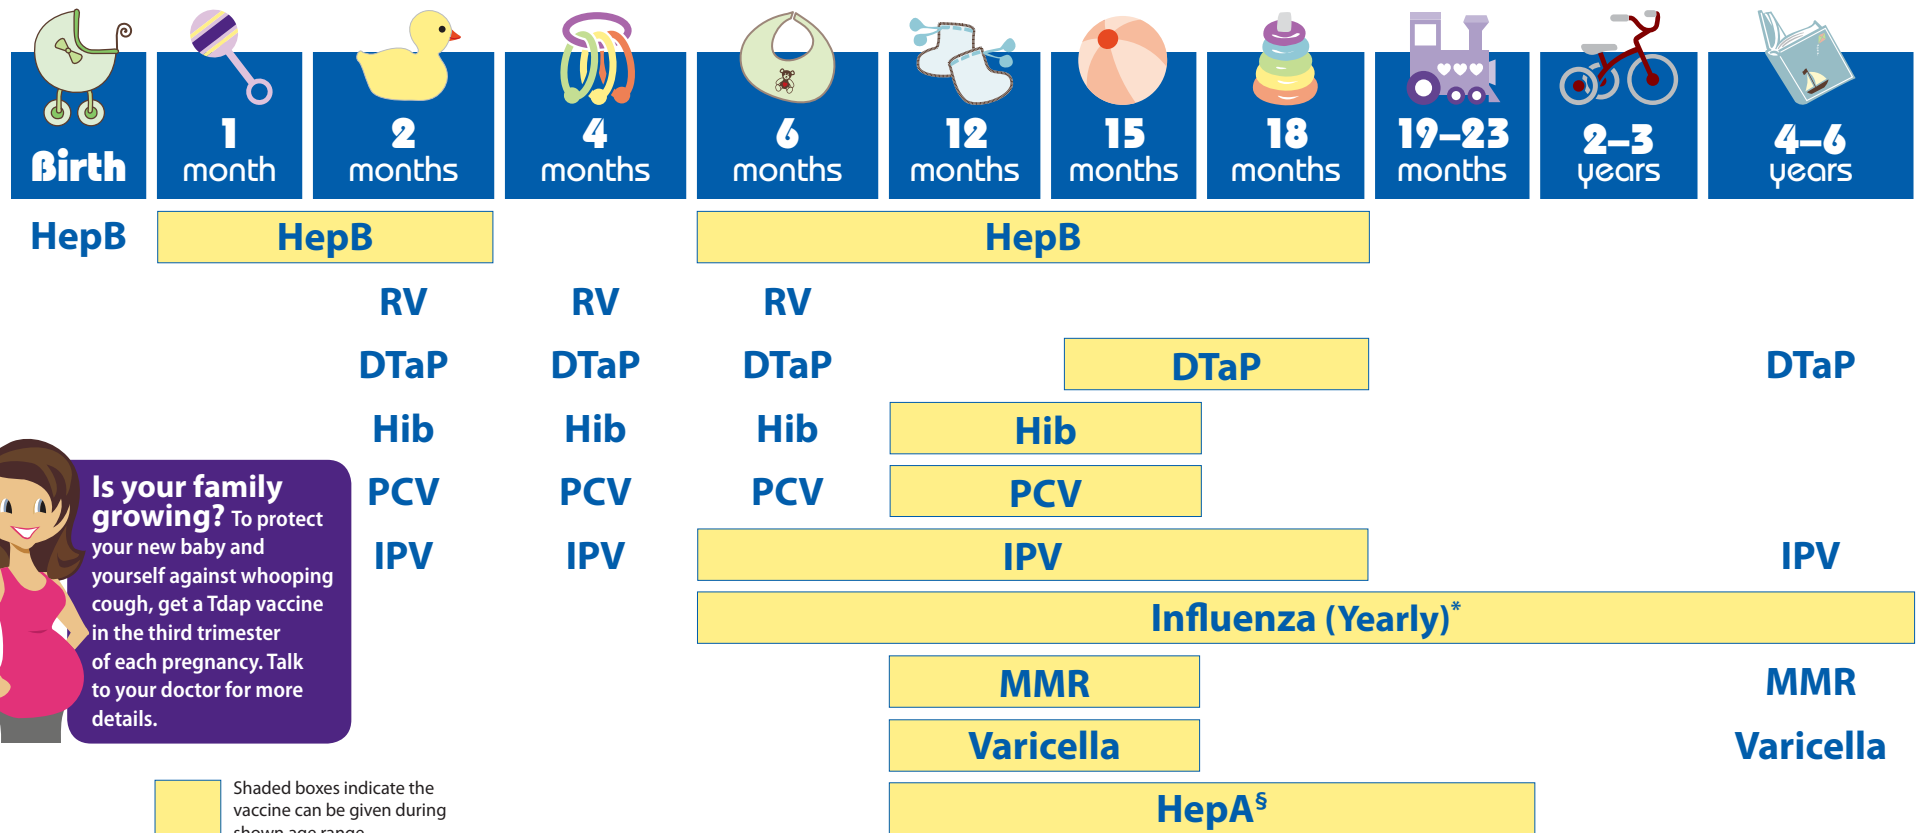 Birth
1
month
2
months
4
months
6
months
12
months
15
months
18
months
19–23
months
2–3
years
4–6
years
HepB HepB HepB
RV RV RV
DTaP DTaP DTaP DTaP DTaP
Hib Hib Hib Hib
PCV PCV PCV PCV
IPV IPV IPV IPV
Influenza (Yearly)*
MMR MMR
Varicella Varicella
HepA§
Is your family
growing? To protect
your new baby and
yourself against whooping
cough, get a Tdap vaccine
in the third trimester
of each pregnancy. Talk
to your doctor for more
details.
Shaded boxes indicate the
vaccine can be given during
shown age range.